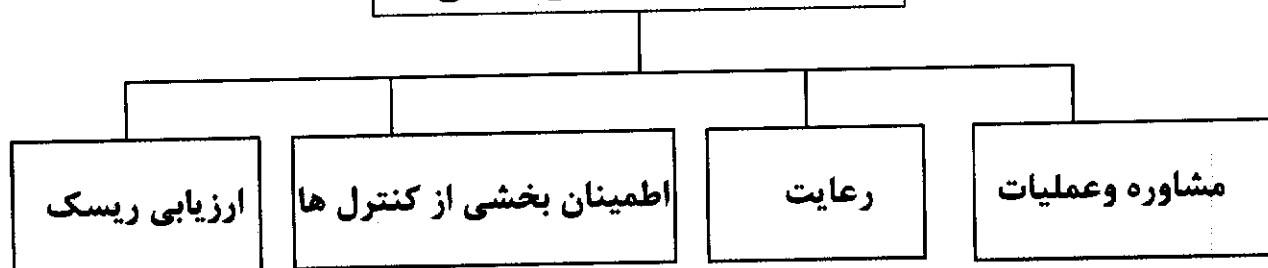 مشاوره وعملیات
رعایت
اطمینان بخشی از کنترل ها
ارزیابی ریسک